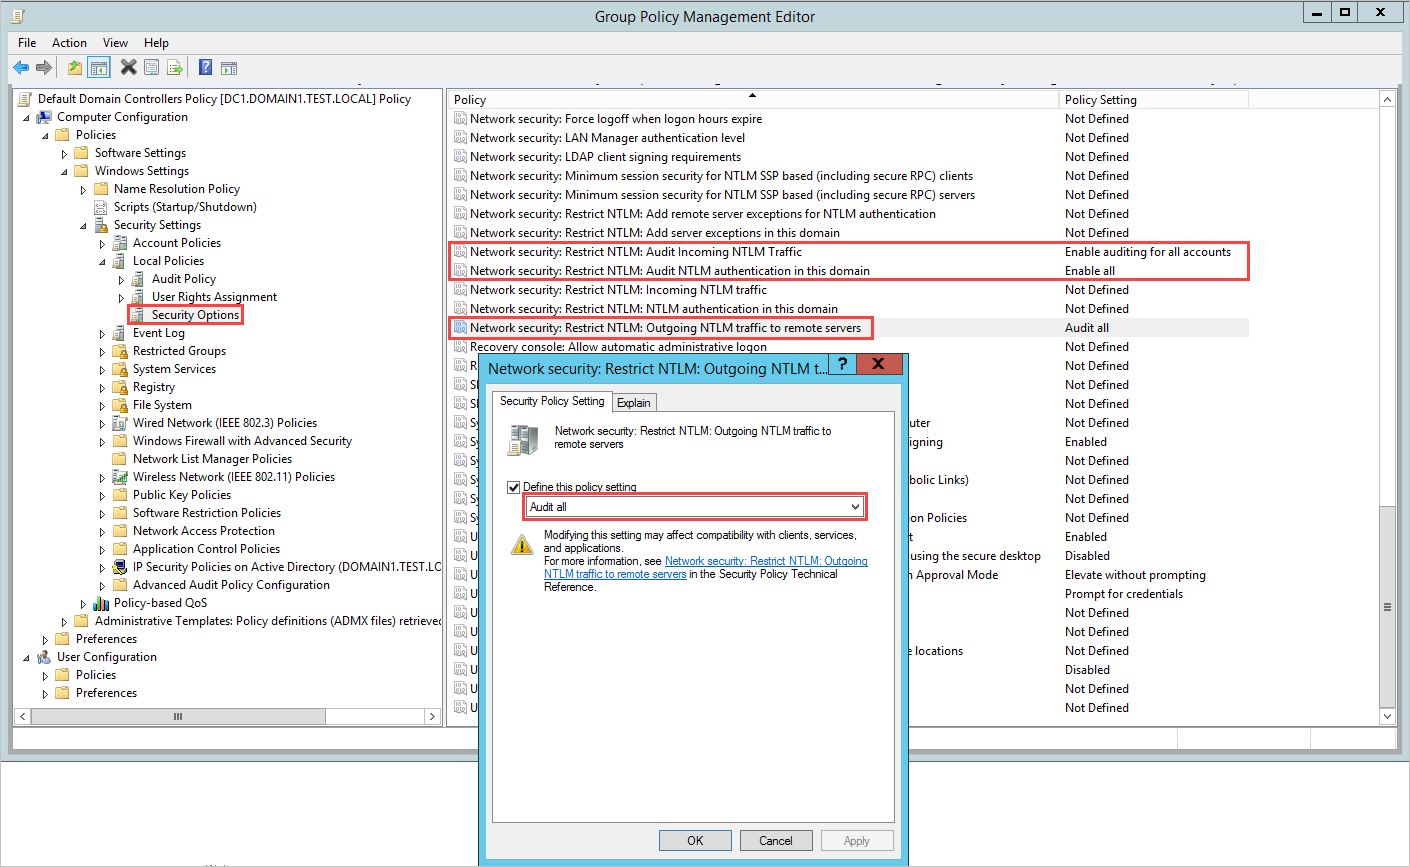 Group Policy Management Editor
File Action View Help
Default Domain Controllers Policy [DC1.DOMAIN1.TEST.LOCAL] Policy
Computer Configuration
Policies
Software Settings
Windows Settings
Name Resolution Policy
Scripts (Startup/Shutdown)
Security Settings
Account Policies
Local Policies
Audit Policy
User Rights Assignment
Security Options
Event Log
Restricted Groups
System Services
Registry
File System
Wired Network (IEEE 802.3) Policies
Windows Firewall with Advanced Security
Network List Manager Policies
Wireless Network (IEEE 802.11) Policies
Public Key Policies
Software Restriction Policies
Network Access Protection
Application Control Policies
IP Security Policies on Active Directory (DOMAIN1.TEST.LO
Advanced Audit Policy Configuration
Policy-based QoS
Administrative Templates: Policy definitions (ADMX files) retrieved
Preferences
User Configuration
Policies
Preferences
Policy Policy Setting
Network security: Force logoff when logon hours expire Not Defined
Network security: LAN Manager authentication level Not Defined
Network security: LDAP client signing requirements Not Defined
Network security: Minimum session security for NTLM SSP based (including secure RPC) clients Not Defined
Network security: Minimum session security for NTLM SSP based (including secure RPC) servers Not Defined
Network security: Restrict NTLM: Add remote server exceptions for NTLM authentication Not Defined
Network security: Restrict NTLM: Add server exceptions in this domain Not Defined
Network security: Restrict NTLM: Audit Incoming NTLM Traffic Enable auditing for all accounts
Network security: Restrict NTLM: Audit NTLM authentication in this domain Enable all
Network security: Restrict NTLM: Incoming NTLM traffic Not Defined
Network security: Restrict NTLM: NTLM authentication in this domain Not Defined
Network security: Restrict NTLM: Outgoing NTLM traffic to remote servers Audit all
Recovery console: Allow automatic administrative logon Not Defined
R Not Defined
Sl Not Defined
Sl Not Defined
Sy uter Not Defined
Sy igning Enabled
Sy Not Defined
Sy bolic Links) Not Defined
Sy Not Defined
Sy ion Policies Not Defined
U t Enabled
U using the secure desktop Disabled
U n Approval Mode Elevate without prompting
U Prompt for credentials
U Not Defined
U Not Defined
U e locations Not Defined
U Disabled
U Not Defined
U Not Defined
Network security: Restrict NTLM: Outgoing NTLM t... ? X
Security Policy Setting Explain
Network security: Restrict NTLM: Outgoing NTLM traffic to
remote servers
Define this policy setting
Audit all
Modifying this setting may affect compatibility with clients, services,
and applications.
For more information, see Network security: Restrict NTLM: Outgoing
NTLM traffic to remote servers in the Security Policy Technical
Reference.
OK Cancel Apply